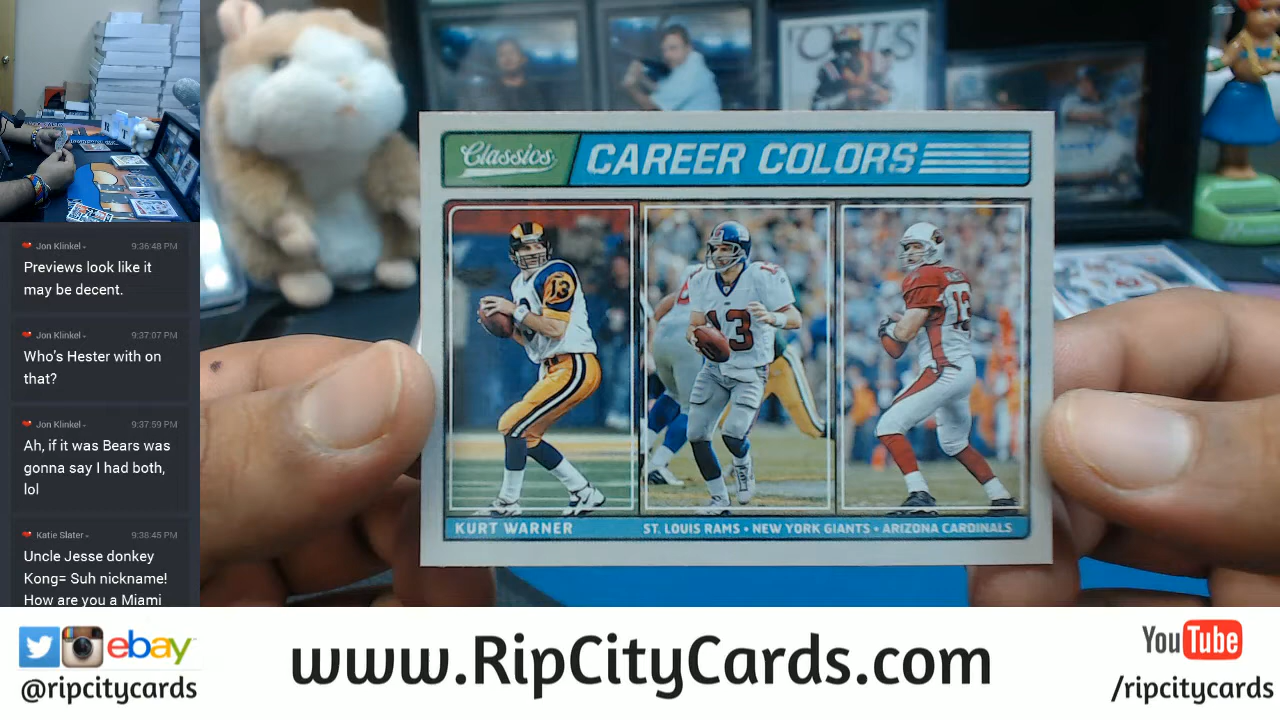 Jon Klinkel 9:36:48 PM
Previews look like it
may be decent.
Jon Klinkel 9:37:07 PM
Who's Hester with on
that?
Jon Klinkel 9:37:59 PM
Ah, if it was Bears was
gonna say I had both,
lol
Katie Slater 9:38:45 PM
Uncle Jesse donkey
Kong= Suh nickname!
How are you a Miami
Classics CAREER COLORS
13
13
13
KURT WARNER ST. LOUIS RAMS • NEW YORK GIANTS • ARIZONA CARDINALS
ebay
@ripcitycards
www.RipCityCards.com
YouTube
/ripcitycards